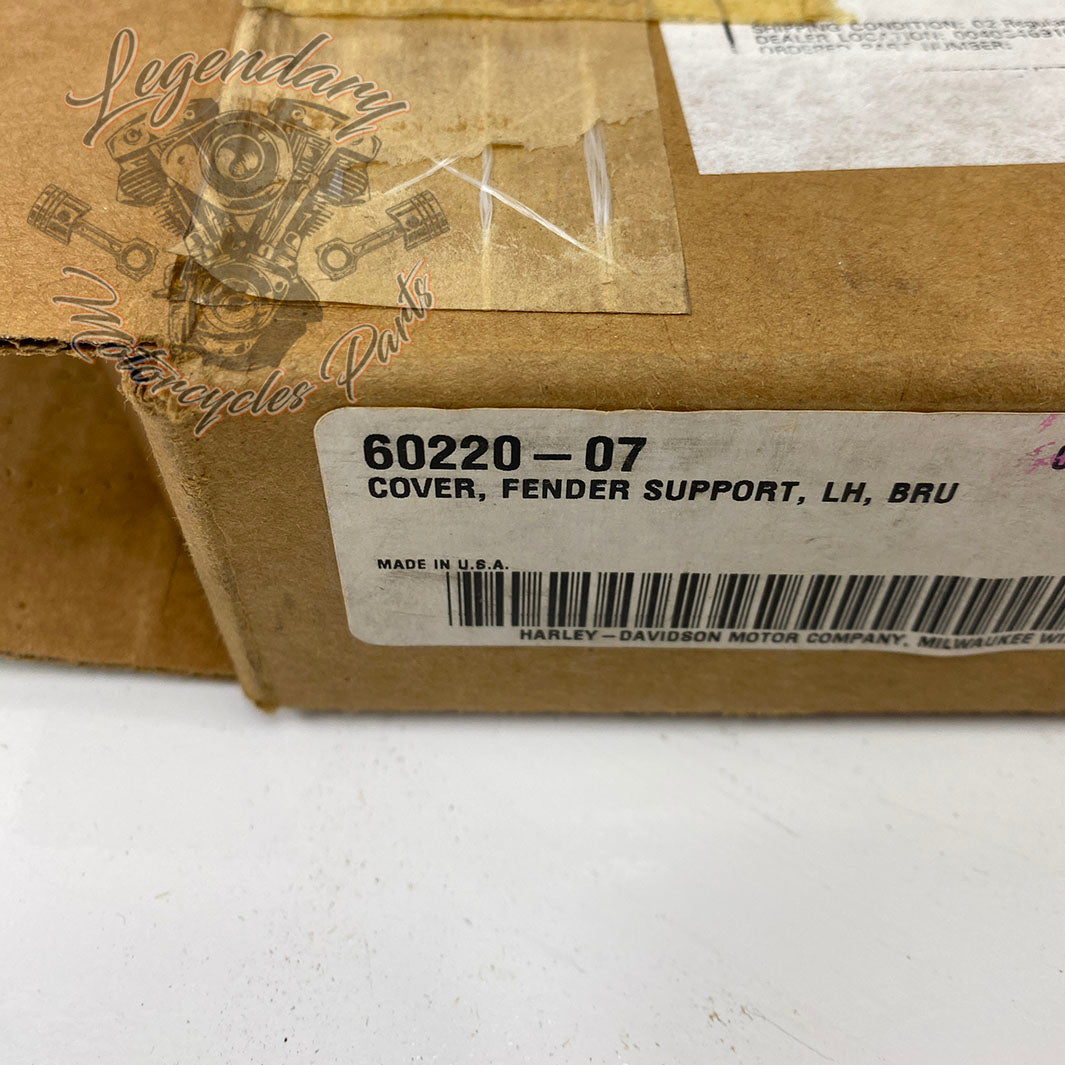 Legendary
Motorcycles Parts
SHIPPING CONDITION: 02 Regular
DEALER LOCATION:
ORDERED PART NUMBER:
60220-07
COVER, FENDER SUPPORT, LH, BRU
MADE IN U.S.A.
HARLEY-DAVIDSON MOTOR COMPANY, MILWAUKEE